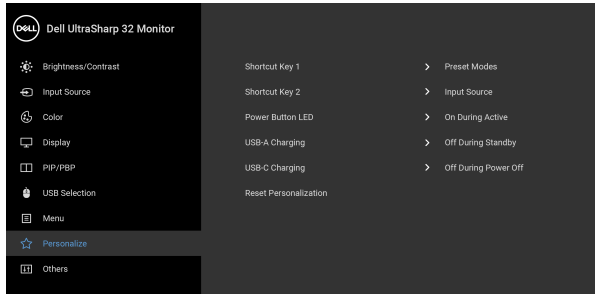 DELL Dell UltraSharp 32 Monitor
Brightness/Contrast
Input Source
Color
Display
PIP/PBP
USB Selection
Menu
Personalize
Others
Shortcut Key 1 > Preset Modes
Shortcut Key 2 > Input Source
Power Button LED > On During Active
USB-A Charging > Off During Standby
USB-C Charging > Off During Power Off
Reset Personalization